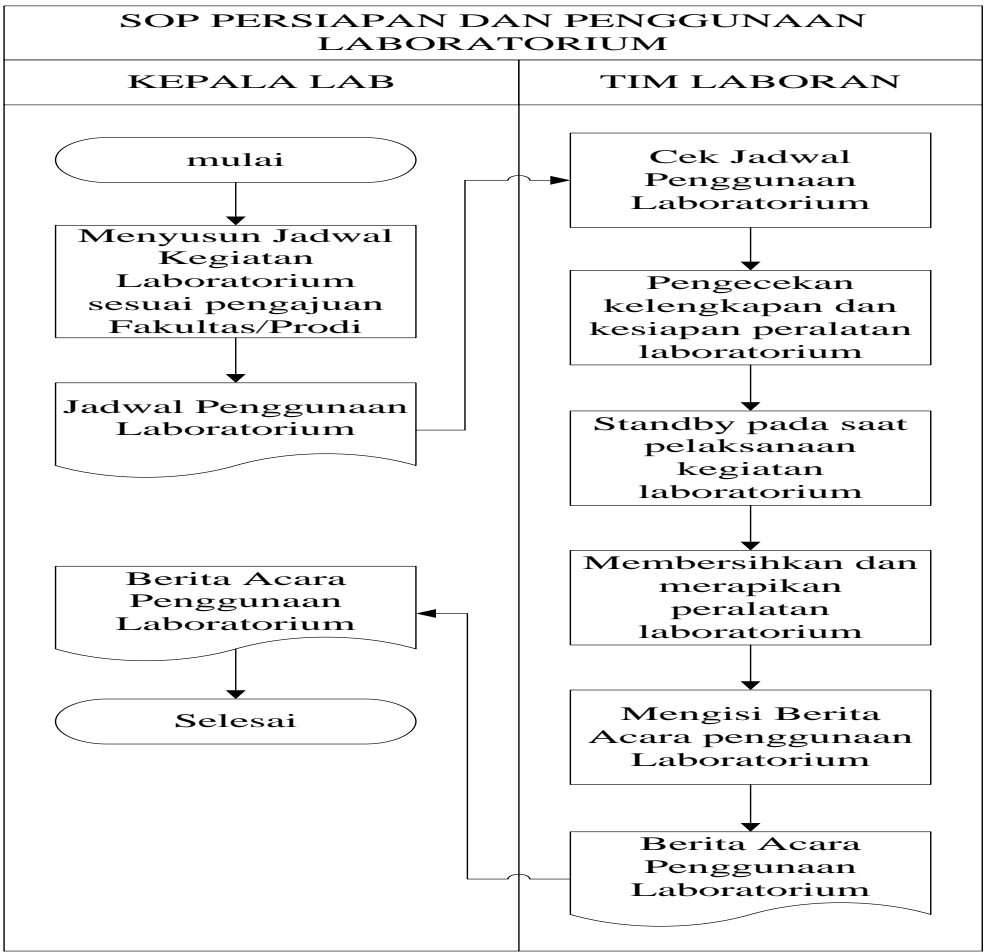 SOP PERSIAPAN DAN PENGGUNAAN
LABORATORIUM
KEPALA LAB
TIM LABORAN
mulai
Menyusun Jadwal
Kegiatan
Laboratorium
sesuai pengajuan
Fakultas/Prodi
Jadwal Penggunaan
Laboratorium
Cek Jadwal
Penggunaan
Laboratorium
Pengecekan
kelengkapan dan
kesiapan peralatan
laboratorium
Standby pada saat
pelaksanaan
kegiatan
laboratorium
Membersihkan dan
merapikan
peralatan
laboratorium
Mengisi Berita
Acara penggunaan
Laboratorium
Berita Acara
Penggunaan
Laboratorium
Berita Acara
Penggunaan
Laboratorium
Selesai